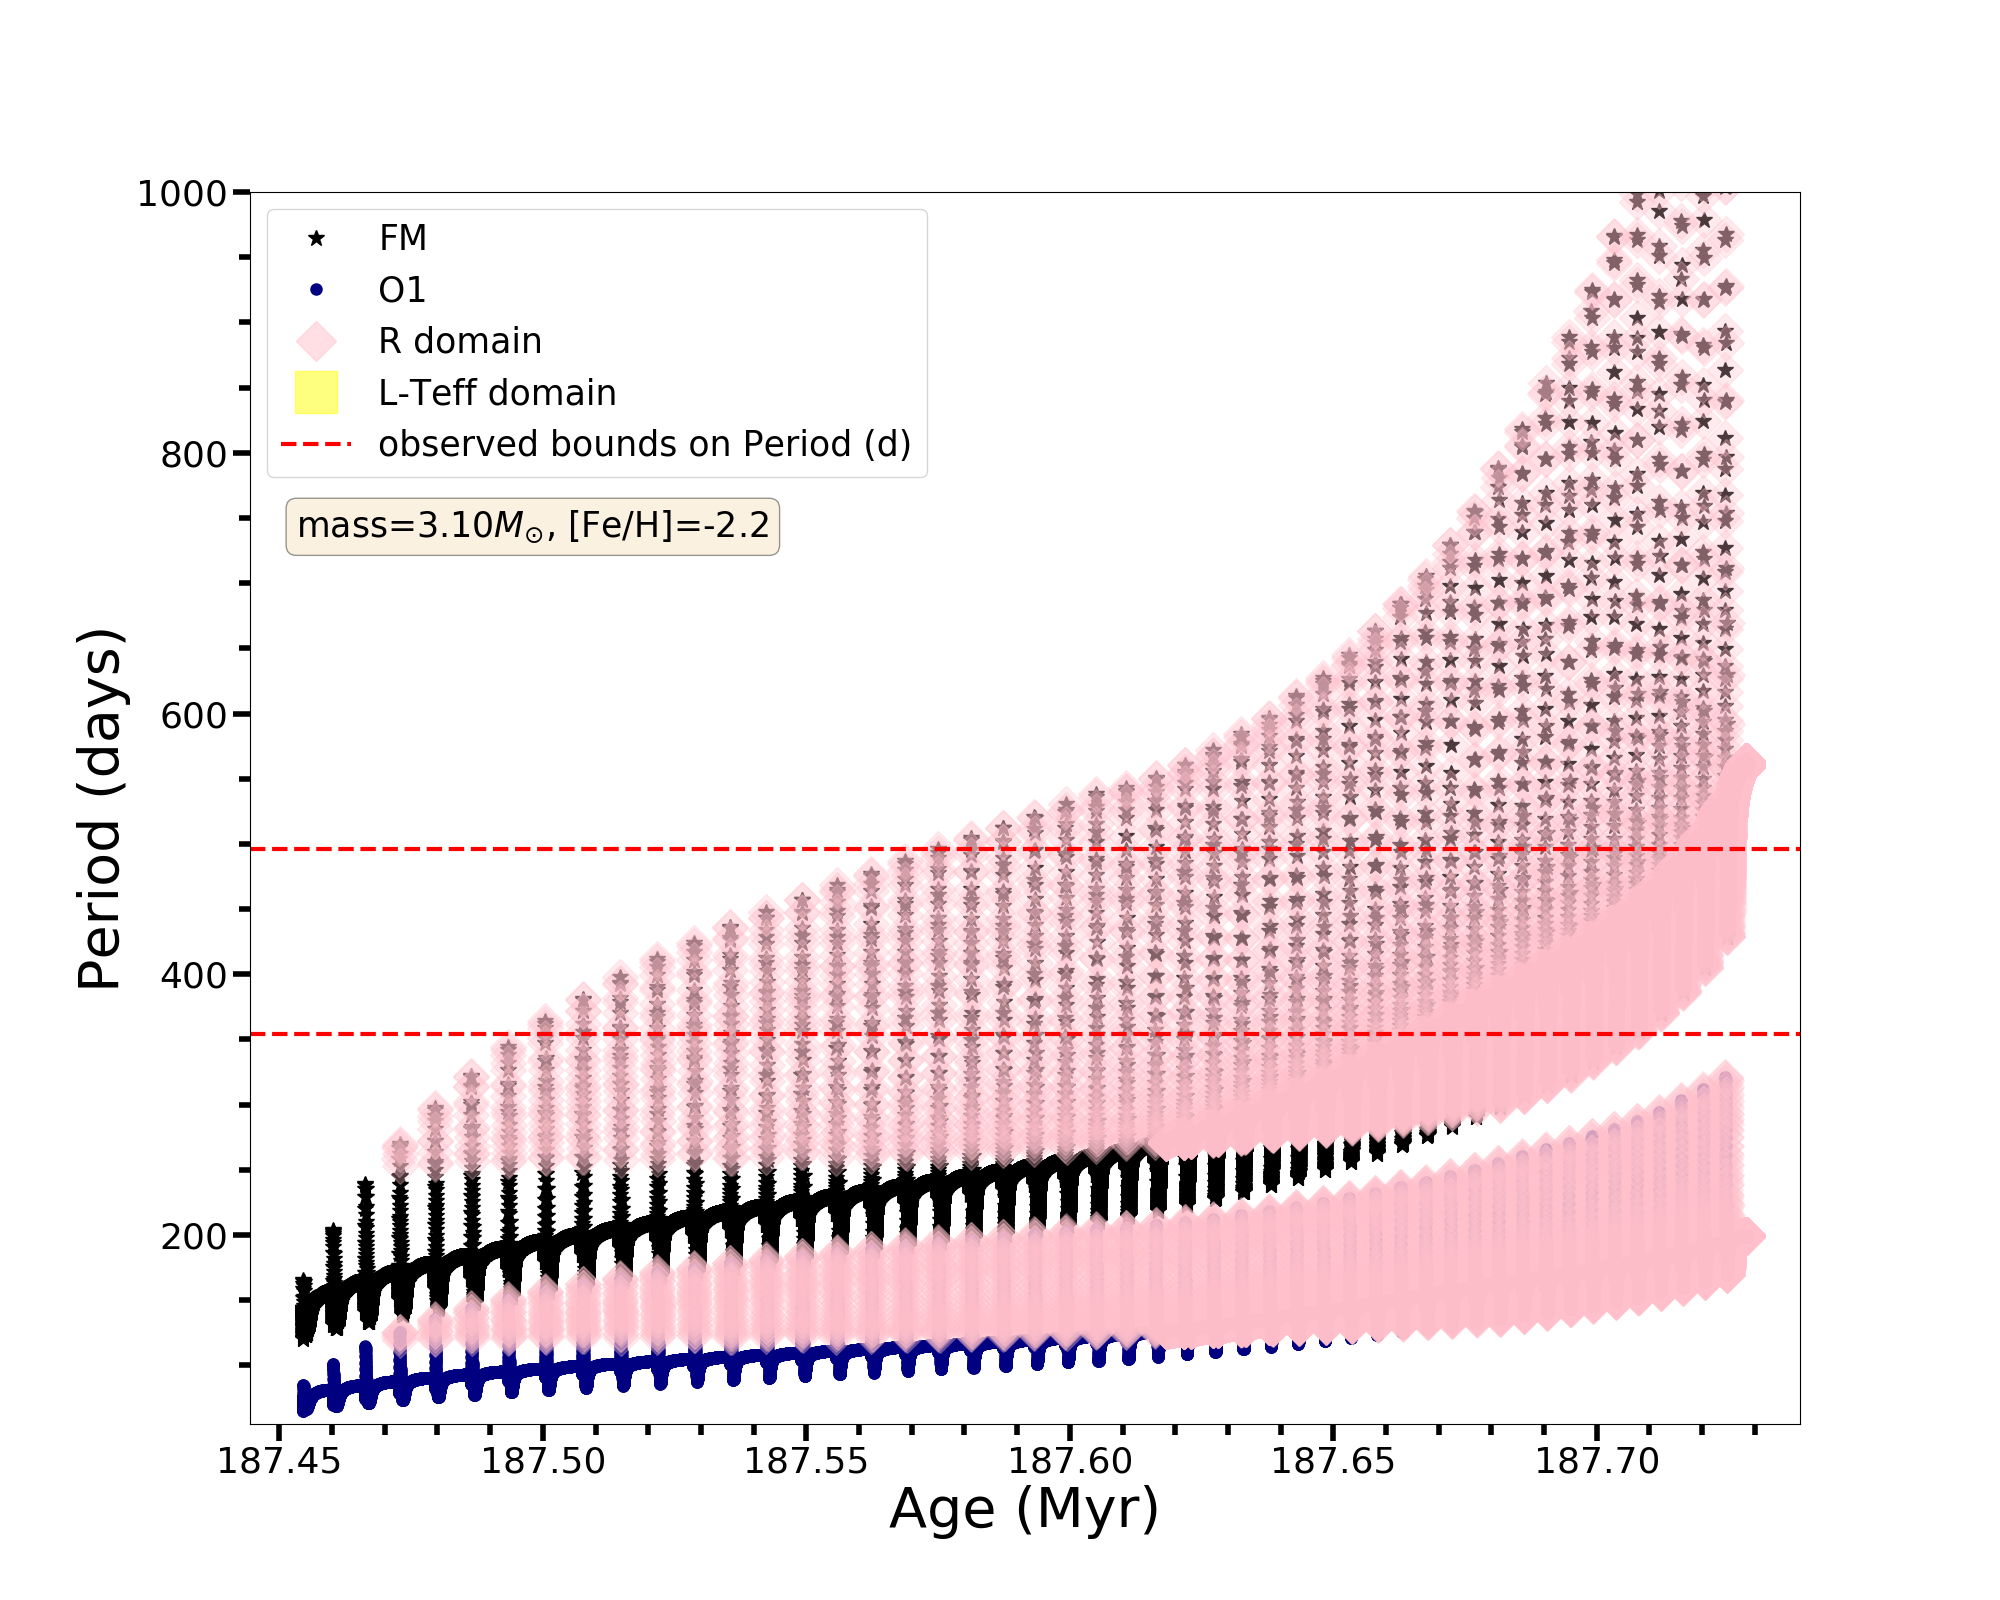 1000
800
600
400
200
Period (days)
FM
O1
R domain
L-Teff domain
observed bounds on Period (d)
mass=3.10M⊙, [Fe/H]=-2.2
187.45 187.50 187.55 187.60 187.65 187.70
Age (Myr)